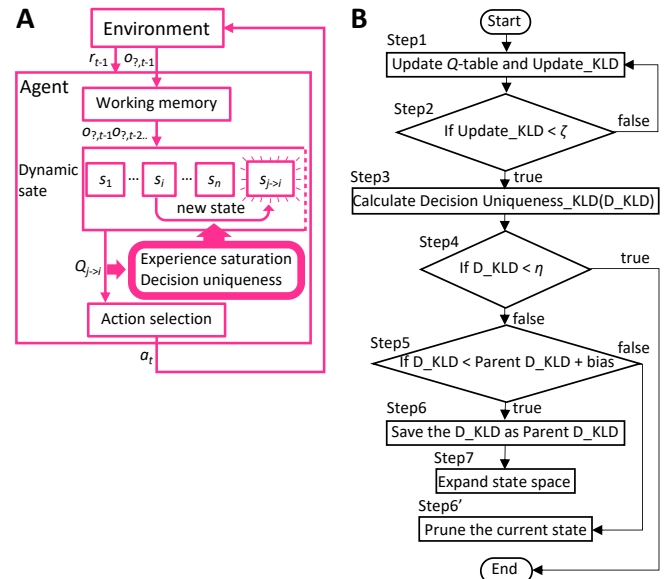 A
Environment
r_{t-1} o_{?,t-1}
Agent
Working memory
o_{?,t-1}o_{?,t-2}..
Dynamic
sate
s_1 ··· s_i ··· s_n s_{j->i}
new state
Experience saturation
Decision uniqueness
Q_{j->i}
Action selection
a_t
B
Start
Step1
Update Q-table and Update_KLD
Step2
false
If Update_KLD < ζ
true
Step3
Calculate Decision Uniqueness_KLD(D_KLD)
Step4
true
If D_KLD < η
false
Step5
false
If D_KLD < Parent D_KLD + bias
true
Step6
Save the D_KLD as Parent D_KLD
Step7
Expand state space
Step6’
Prune the current state
End